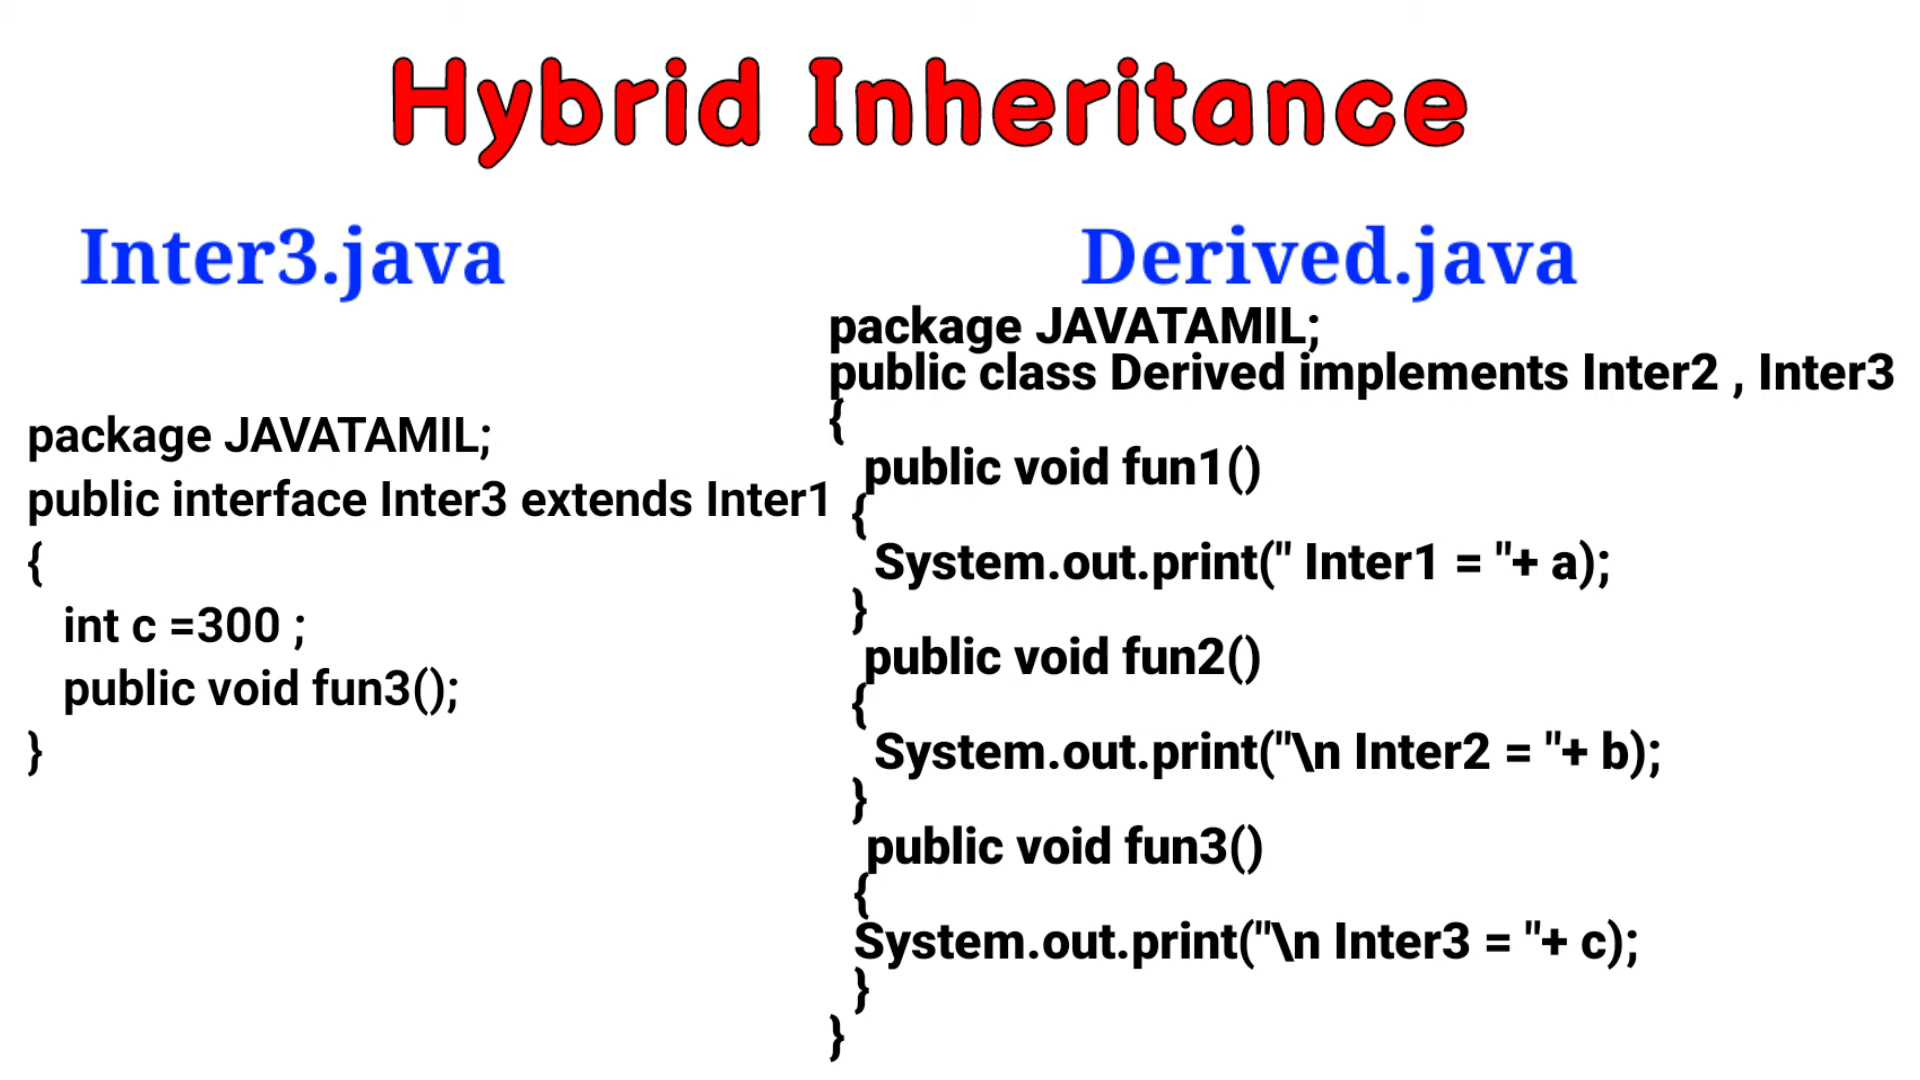 Hybrid Inheritance
Inter3.java
package JAVATAMIL;
public interface Inter3 extends Inter1
{
int c =300 ;
public void fun3();
}
Derived.java
package JAVATAMIL;
public class Derived implements Inter2 , Inter3
{
public void fun1()
{
System.out.print(" Inter1 = "+ a);
}
public void fun2()
{
System.out.print("\n Inter2 = "+ b);
}
public void fun3()
{
System.out.print("\n Inter3 = "+ c);
}
}